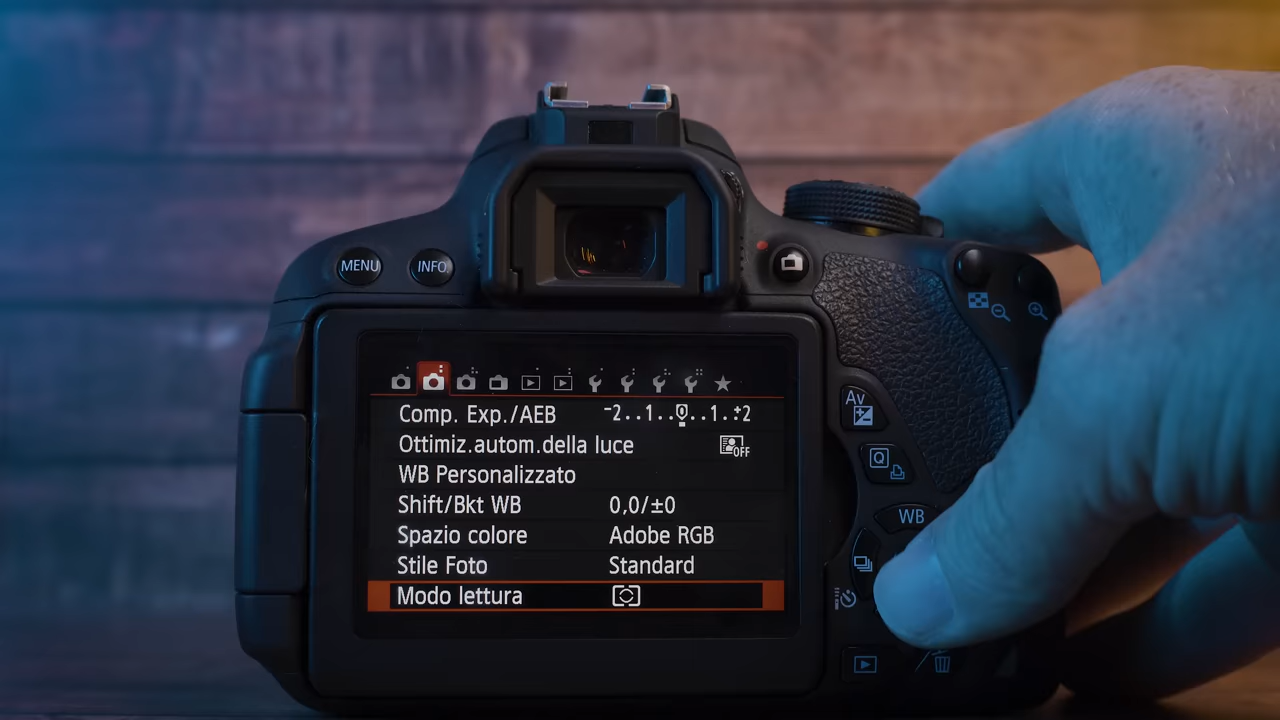 MENU
INFO.
Comp. Exp./AEB -2..1..0..1.:+2
Ottimiz.autom.della luce OFF
WB Personalizzato
Shift/Bkt WB 0,0/±0
Spazio colore Adobe RGB
Stile Foto Standard
Modo lettura
Av
Q
WB